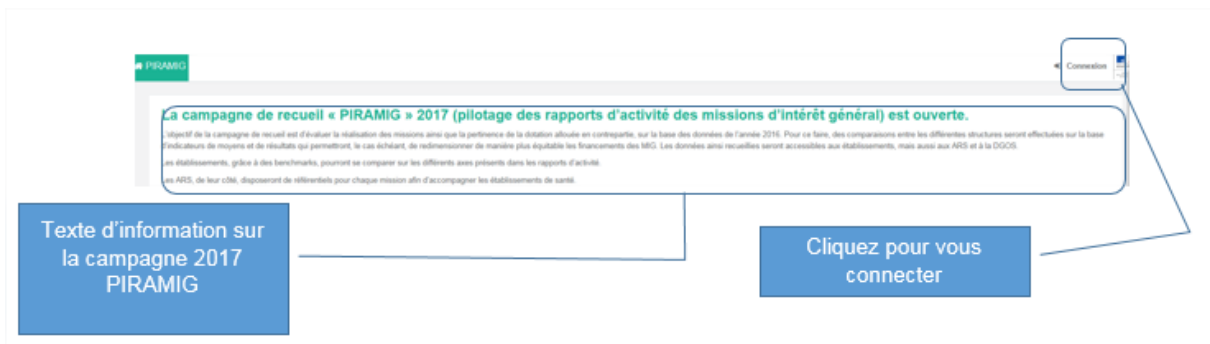 PIRAMIG
Connexion
La campagne de recueil « PIRAMIG » 2017 (pilotage des rapports d'activité des missions d'intérêt général) est ouverte.
L'objectif de la campagne de recueil est d'évaluer la réalisation des missions ainsi que la pertinence de la dotation allouée en contrepartie, sur la base des données de l'année 2016. Pour ce faire, des comparaisons entre les différentes structures seront effectuées sur la base
d'indicateurs de moyens et de résultats qui permettront, le cas échéant, de redimensionner de manière plus équitable les financements des MIG. Les données ainsi recueillies seront accessibles aux établissements, mais aussi aux ARS et à la DGOS.
Les établissements, grâce à des benchmarks, pourront se comparer sur les différents axes présents dans les rapports d'activité.
Les ARS, de leur côté, disposeront de référentiels pour chaque mission afin d'accompagner les établissements de santé.
Texte d'information sur
la campagne 2017
PIRAMIG
Cliquez pour vous
connecter